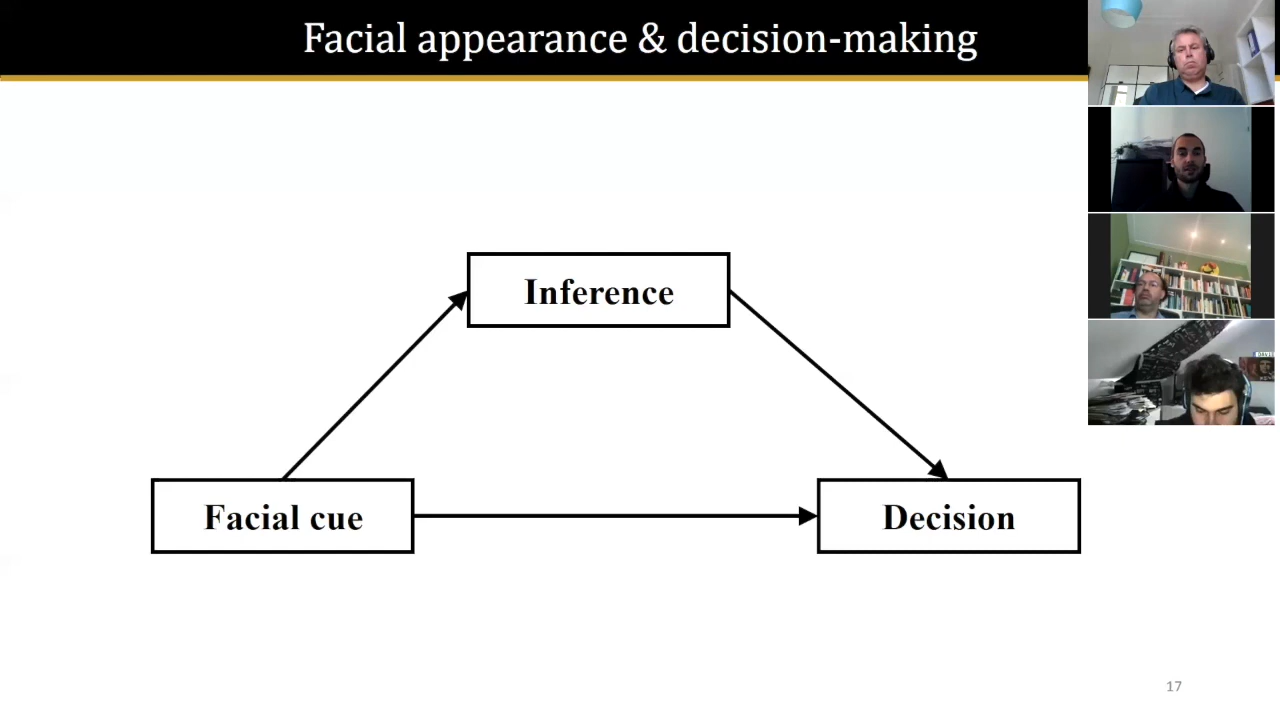 Facial appearance & decision-making
Inference
Facial cue
Decision
17